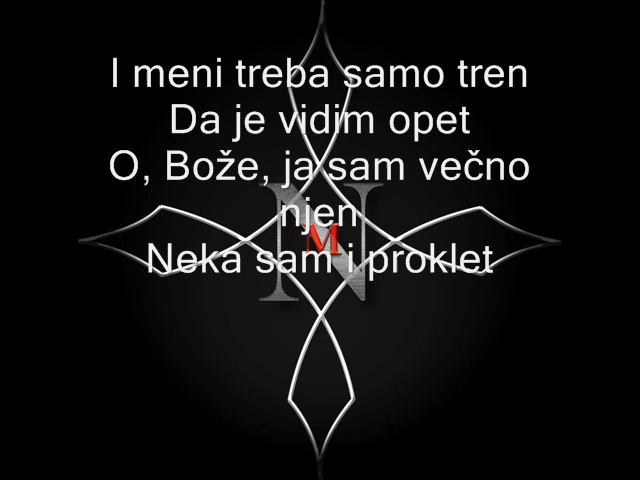 I meni treba samo tren
Da je vidim opet
O, Bože, ja sam večno
njen
N
M
Neka sam i proklet